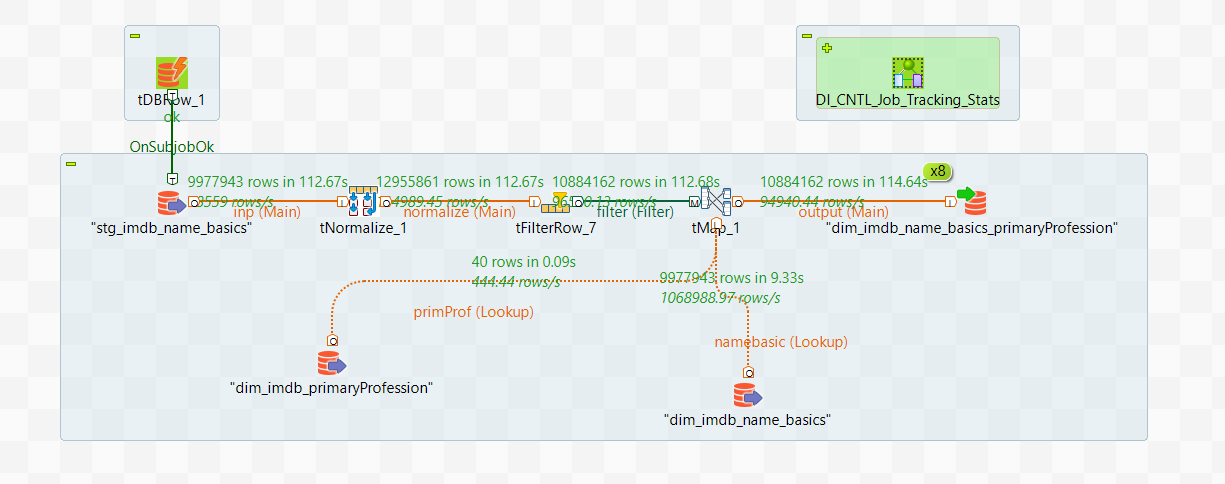 tDBRow_1
ok
OnSubjobOk
DI_CNTL_Job_Tracking_Stats
x8
9977943 rows in 112.67s
inp (Main)
12955861 rows in 112.67s
normalize (Main)
10884162 rows in 112.68s
filter (Filter)
10884162 rows in 114.64s
94940.44 rows/s
output (Main)
"stg_imdb_name_basics"
tNormalize_1
tFilterRow_7
tMap_1
"dim_imdb_name_basics_primaryProfession"
40 rows in 0.09s
444.44 rows/s
primProf (Lookup)
9977943 rows in 9.33s
1068988.97 rows/s
namebasic (Lookup)
"dim_imdb_primaryProfession"
"dim_imdb_name_basics"